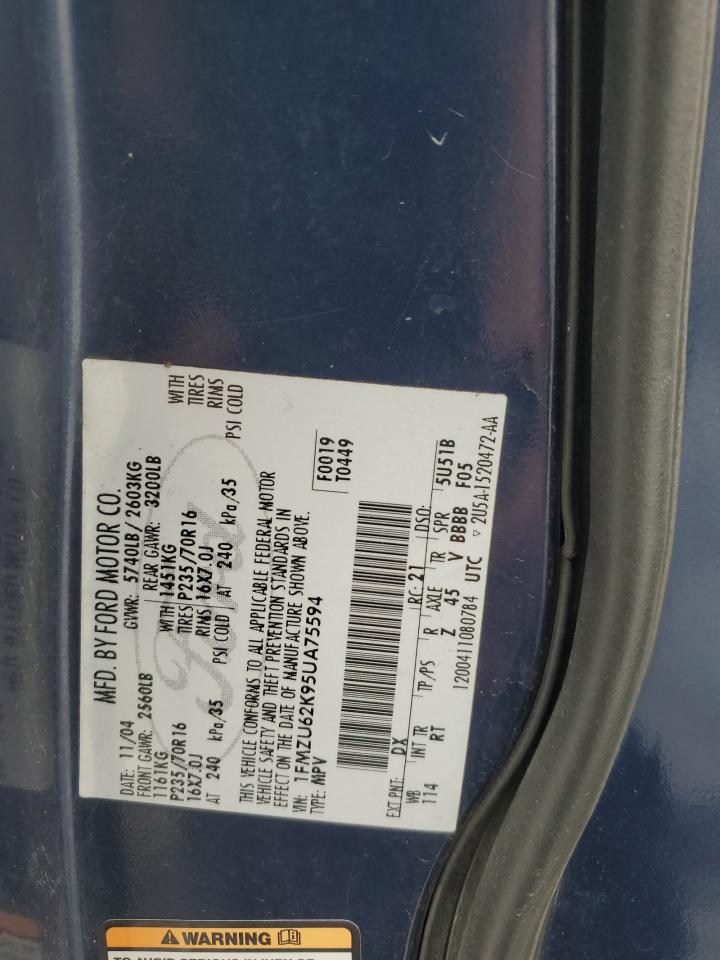 MFD. BY FORD MOTOR CO.
DATE: 11/04 GVWR: 5740LB/2603KG
FRONT GAWR: 2560LB REAR GAWR: 3200LB
1161KG WITH 1451KG WITH
P235/70R16 TIRES P235/70R16 TIRES
16X7.0J RIMS 16X7.0J RIMS
AT 240 kPa/35 PSI COLD AT 240 kPa/35 PSI COLD
THIS VEHICLE CONFORMS TO ALL APPLICABLE FEDERAL MOTOR
VEHICLE SAFETY AND THEFT PREVENTION STANDARDS IN
EFFECT ON THE DATE OF MANUFACTURE SHOWN ABOVE.
VIN: 1FMZU62K95UA75594 F0019
TYPE: MPV T0449
EXT PNT: DX RC: 21 DSO:
WB INT TR TP/PS R AXLE TR SPR 5U51B
114 RT Z 45 V BBBB F05
1200411080784 UTC ▽ 2U5A-1520472-AA
Ford
⚠ WARNING